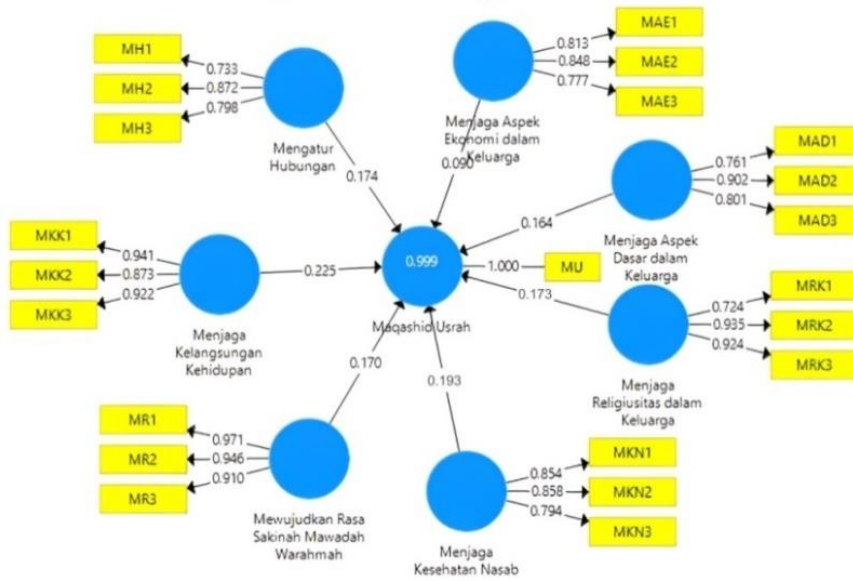 MH1
0.733
MH2
0.872
MH3
0.798
Mengatur
Hubungan
0.174
MAE1
0.813
MAE2
0.848
MAE3
0.777
Menjaga Aspek
Ekonomi dalam
Keluarga
0.090
MAD1
0.761
MAD2
0.902
MAD3
0.801
Menjaga Aspek
Dasar dalam
Keluarga
0.164
MKK1
0.941
MKK2
0.873
MKK3
0.922
Menjaga
Kelangsungan
Kehidupan
0.225
0.999
Maqashid Usrah
1.000
MU
MRK1
0.724
MRK2
0.935
MRK3
0.924
Menjaga
Religiusitas dalam
Keluarga
0.173
MR1
0.971
MR2
0.946
MR3
0.910
Mewujudkan Rasa
Sakinah Mawadah
Warahmah
0.170
MKN1
0.854
MKN2
0.858
MKN3
0.794
Menjaga
Kesehatan Nasab
0.193